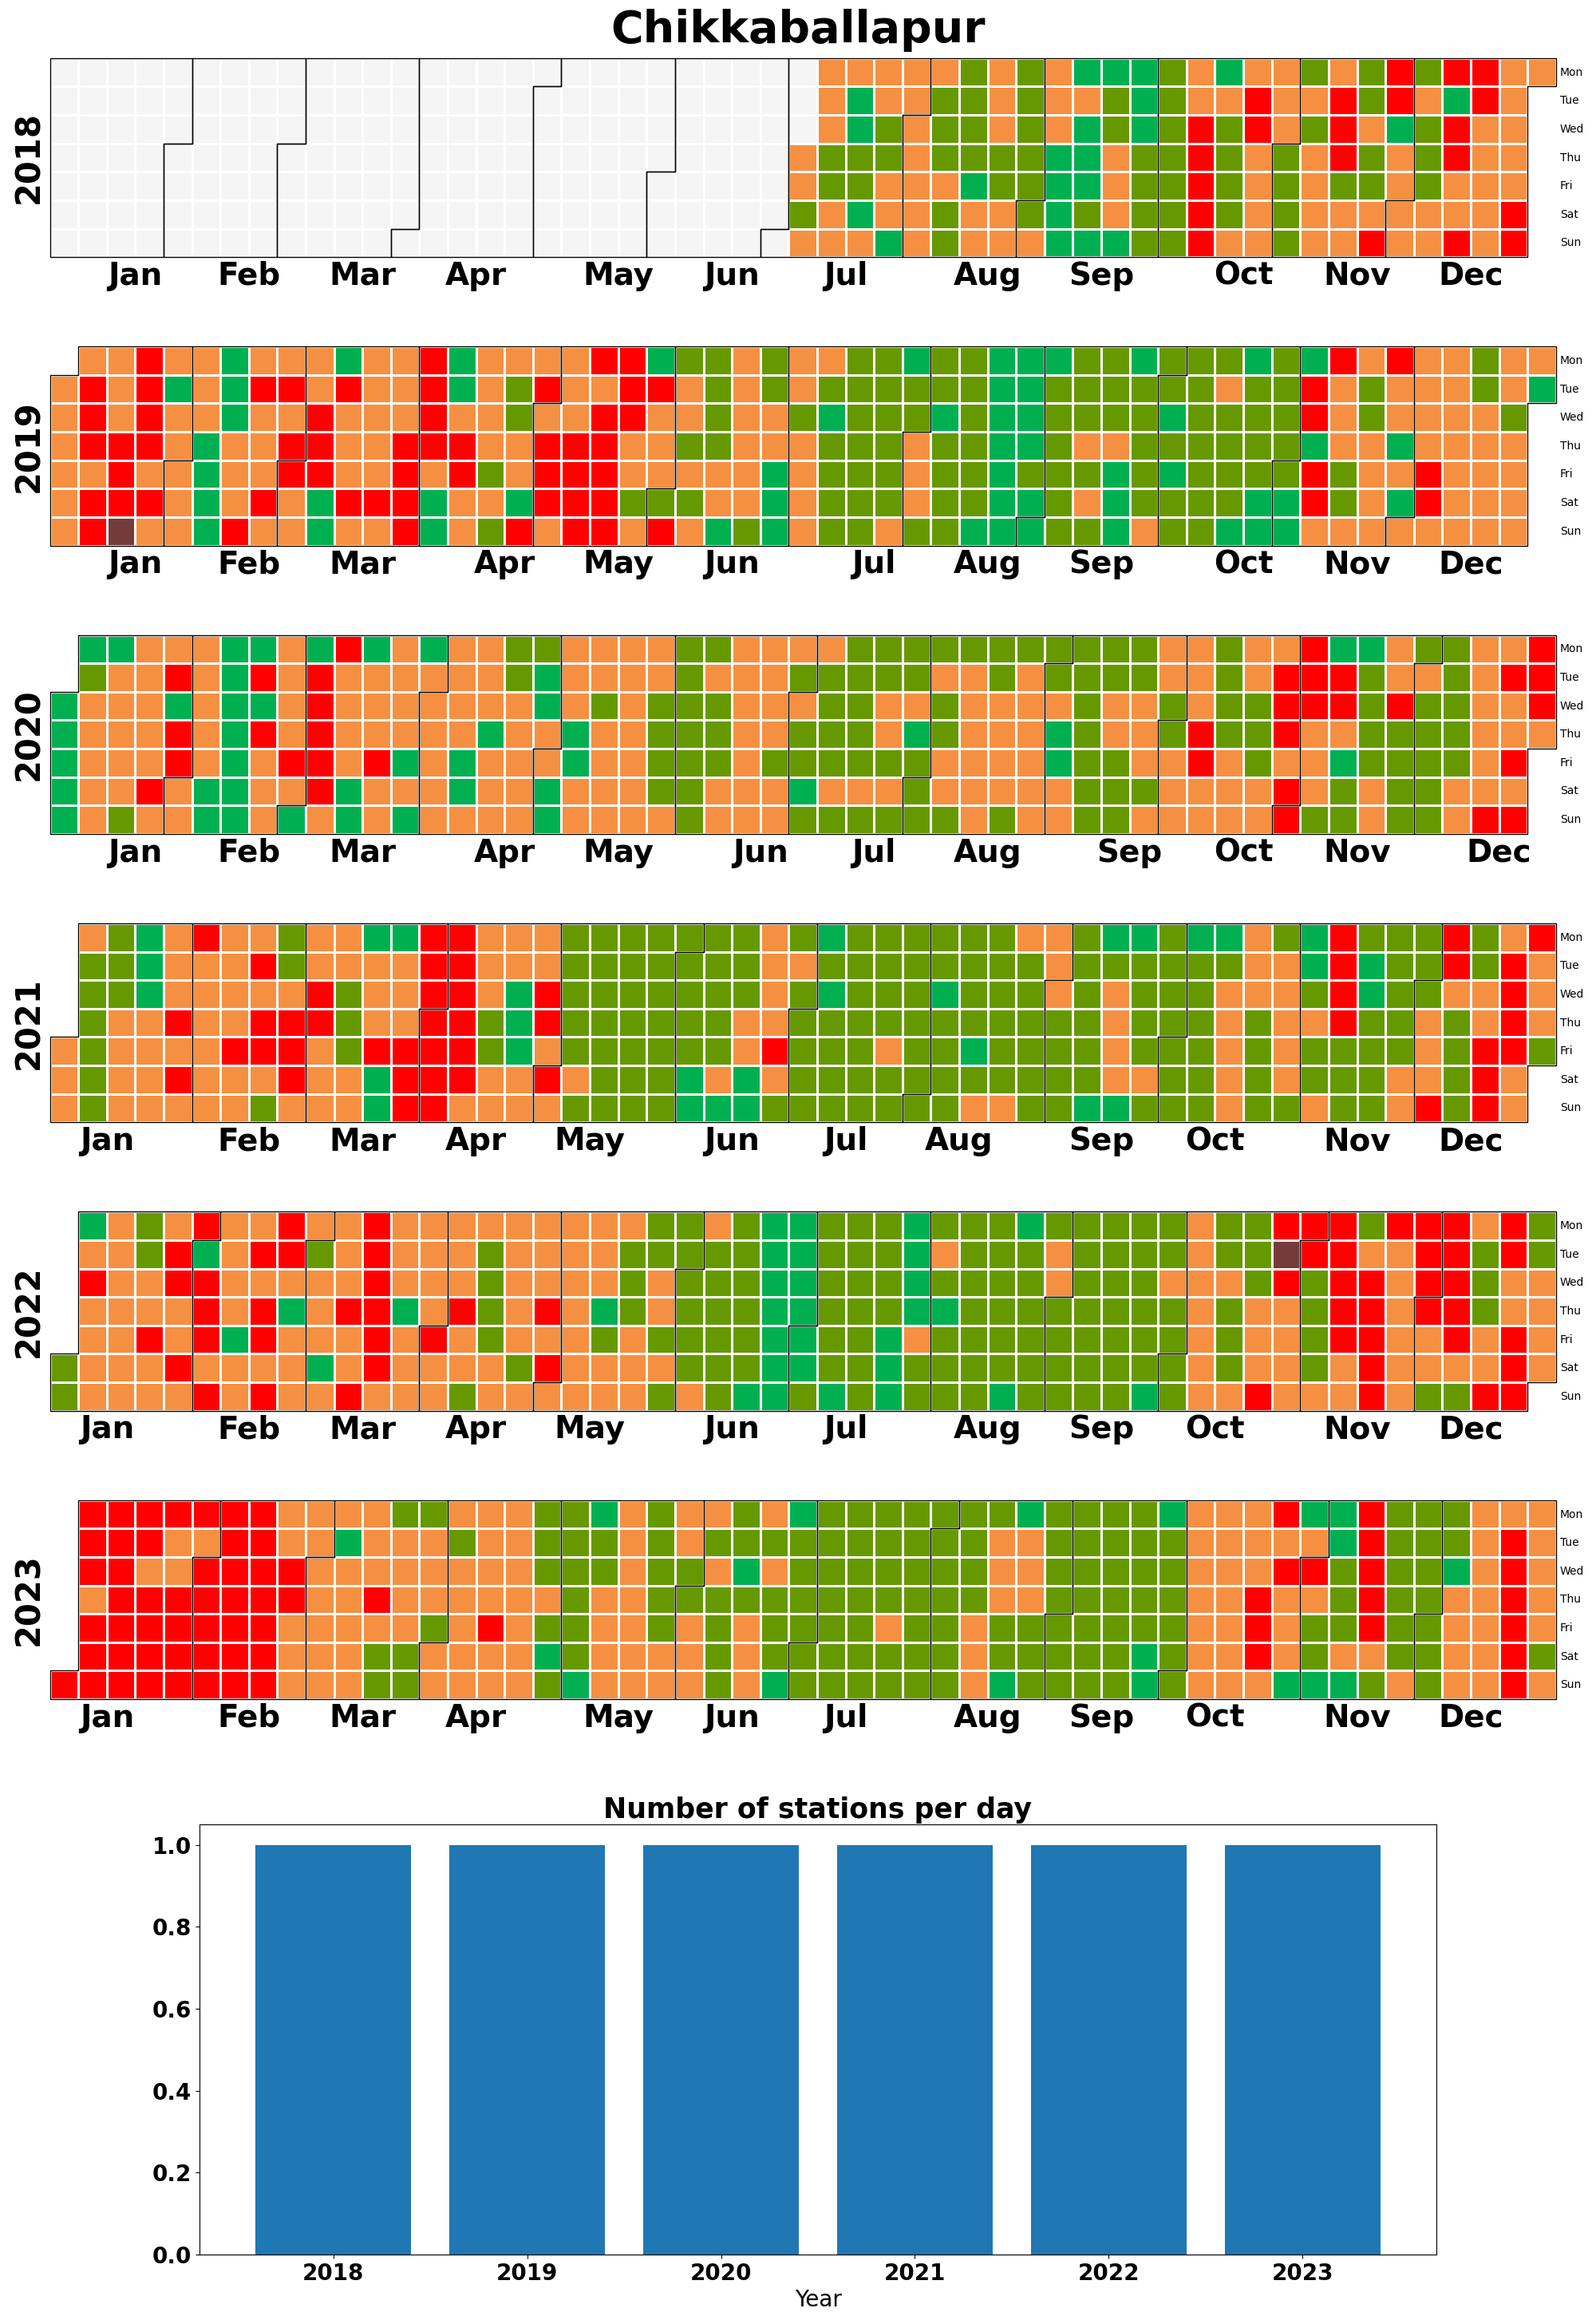 Chikkaballapur
2018
Mon
Tue
Wed
Thu
Fri
Sat
Sun
Jan Feb Mar Apr May Jun Jul Aug Sep Oct Nov Dec
2019
Mon
Tue
Wed
Thu
Fri
Sat
Sun
Jan Feb Mar Apr May Jun Jul Aug Sep Oct Nov Dec
2020
Mon
Tue
Wed
Thu
Fri
Sat
Sun
Jan Feb Mar Apr May Jun Jul Aug Sep Oct Nov Dec
2021
Mon
Tue
Wed
Thu
Fri
Sat
Sun
Jan Feb Mar Apr May Jun Jul Aug Sep Oct Nov Dec
2022
Mon
Tue
Wed
Thu
Fri
Sat
Sun
Jan Feb Mar Apr May Jun Jul Aug Sep Oct Nov Dec
2023
Mon
Tue
Wed
Thu
Fri
Sat
Sun
Jan Feb Mar Apr May Jun Jul Aug Sep Oct Nov Dec
Number of stations per day
1.0
0.8
0.6
0.4
0.2
0.0
2018 2019 2020 2021 2022 2023
Year